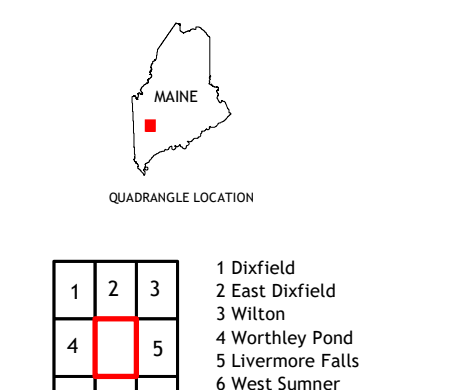 MAINE
QUADRANGLE LOCATION
1 2 3
4 5
1 Dixfield
2 East Dixfield
3 Wilton
4 Worthley Pond
5 Livermore Falls
6 West Sumner